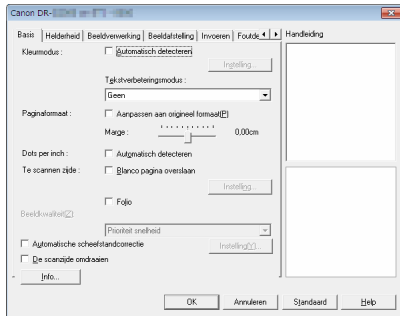 Canon DR-
Basis Helderheid Beeldverwerking Beeldafstelling Invoeren Foutde
Handleiding
Kleurmodus : Automatisch detecteren
Instelling...
Tekstverbeteringsmodus :
Geen
Paginaformaat : Aanpassen aan origineel formaat(P)
Marge : 0,00cm
Dots per inch : Automatisch detecteren
Te scannen zijde : Blanco pagina overslaan
Instelling...
Folio
Beeldkwaliteit(Z):
Prioriteit snelheid
Automatische scheefstandcorrectie Instelling(Y)...
De scanzijde omdraaien
Info...
OK Annuleren Standaard Help